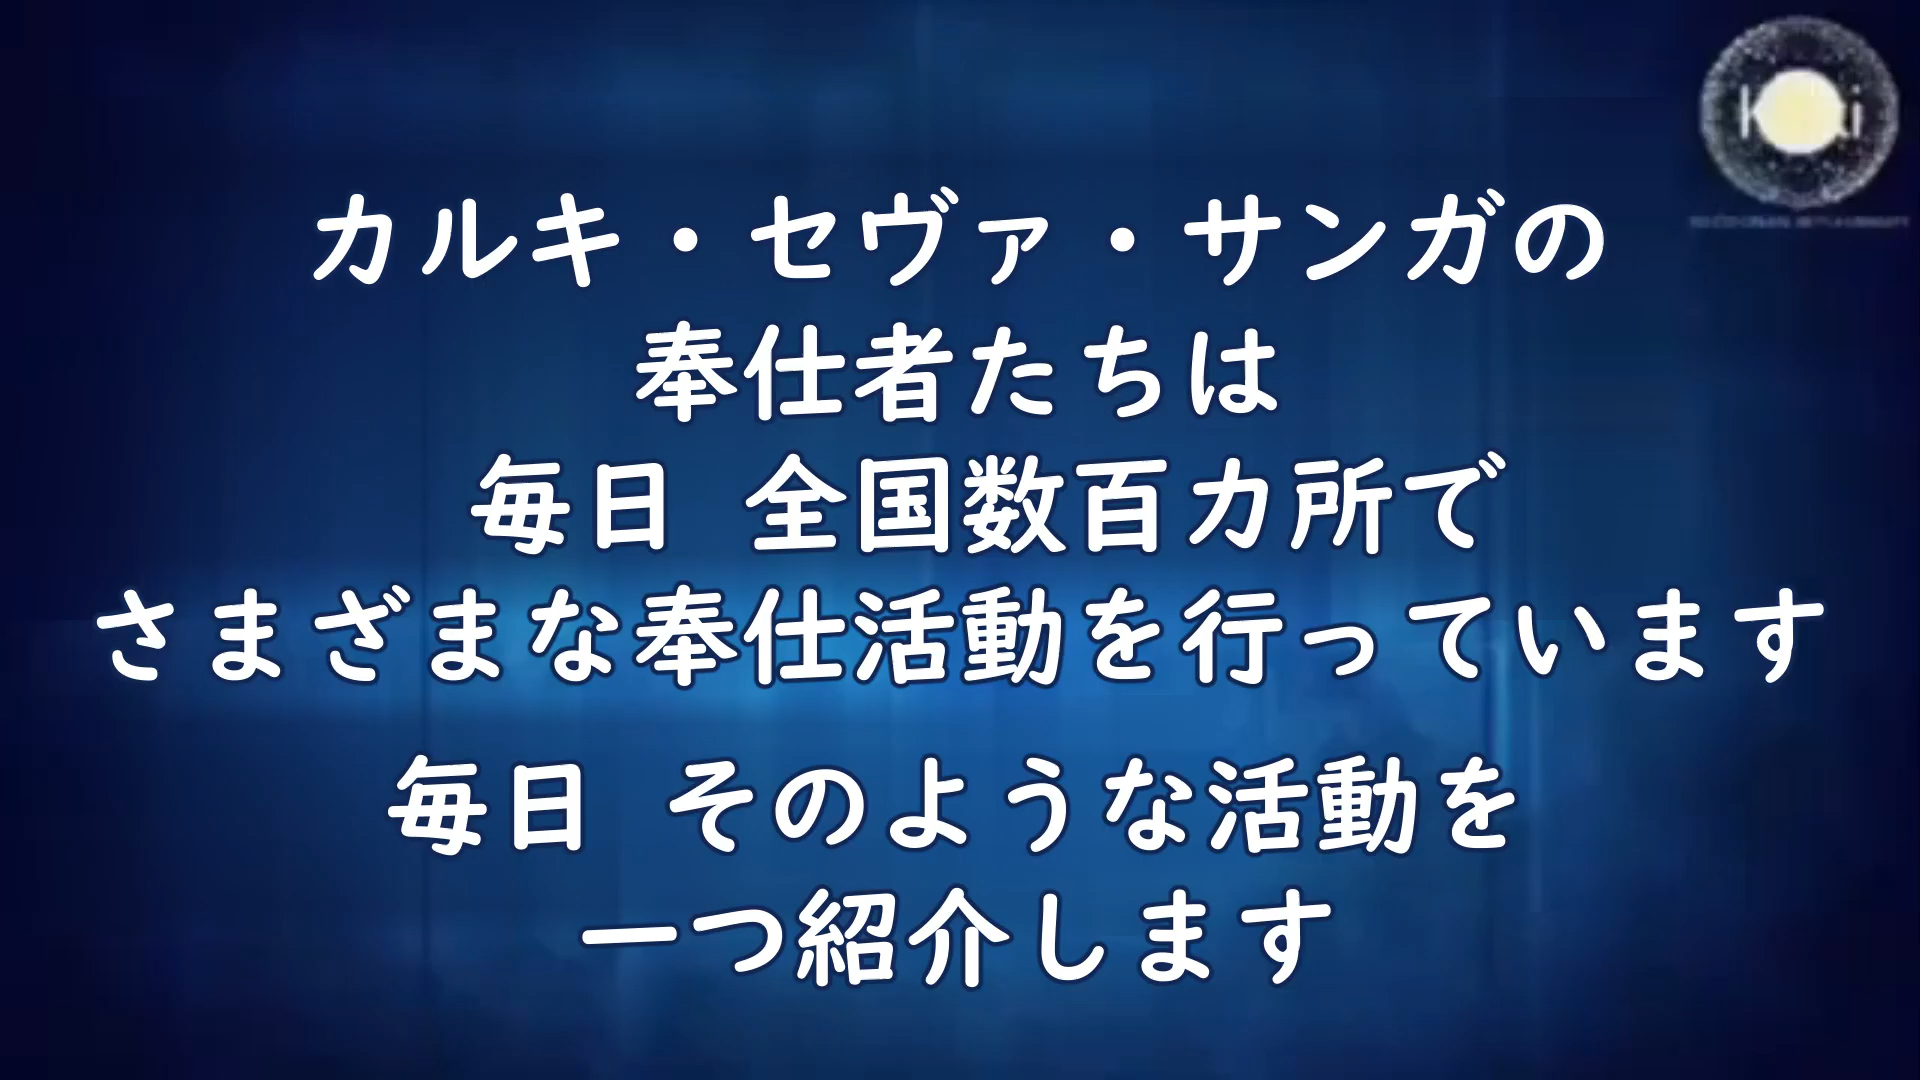 カルキ・セヴァ・サンガの
奉仕者たちは
毎日 全国数百カ所で
さまざまな奉仕活動を行っています
毎日 そのような活動を
一つ紹介します